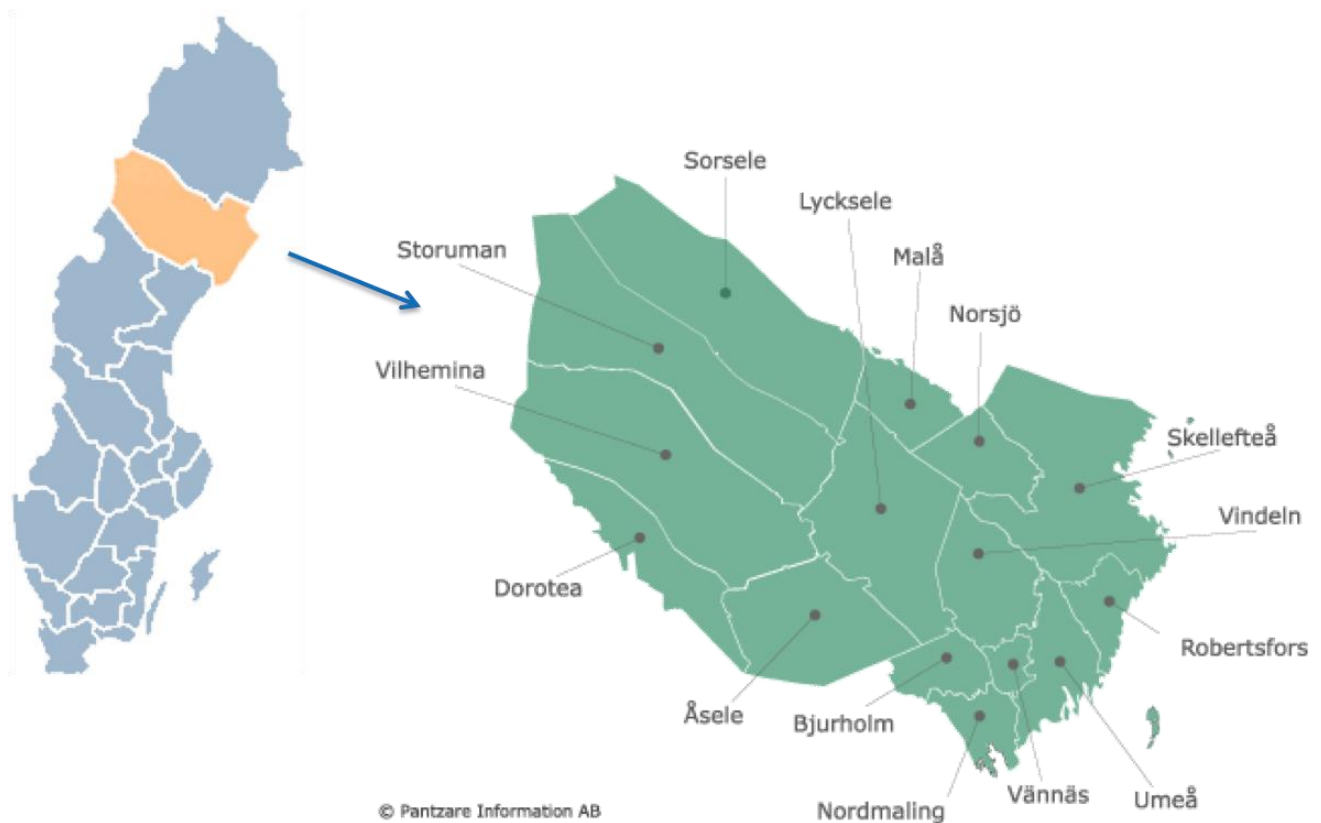 Sorsele
Lycksele
Storuman
Malå
Norsjö
Vilhemina
Skellefteå
Vindeln
Dorotea
Robertsfors
Åsele
Bjurholm
Vännäs
Umeå
Nordmaling
© Pantzare Information AB